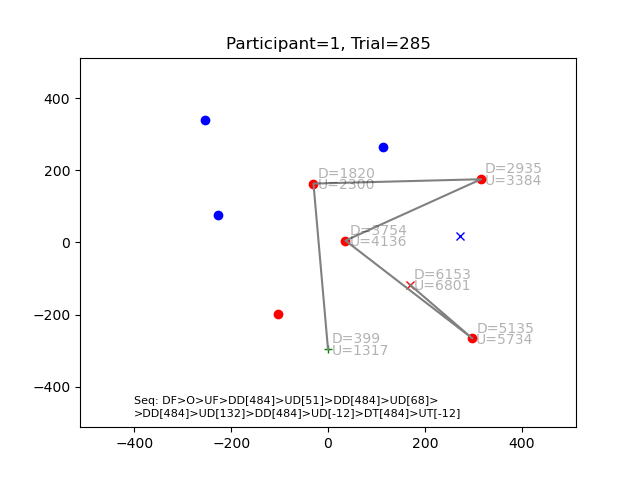 Participant=1, Trial=285
400
200
0
−200
−400
D=1820
U=2300
D=2935
U=3384
D=3754
U=4136
D=6153
U=6801
D=399
U=1317
D=5135
U=5734
Seq: DF>O>UF>DD[484]>UD[51]>DD[484]>UD[68]>
>DD[484]>UD[132]>DD[484]>UD[-12]>DT[484]>UT[-12]
−400 −200 0 200 400